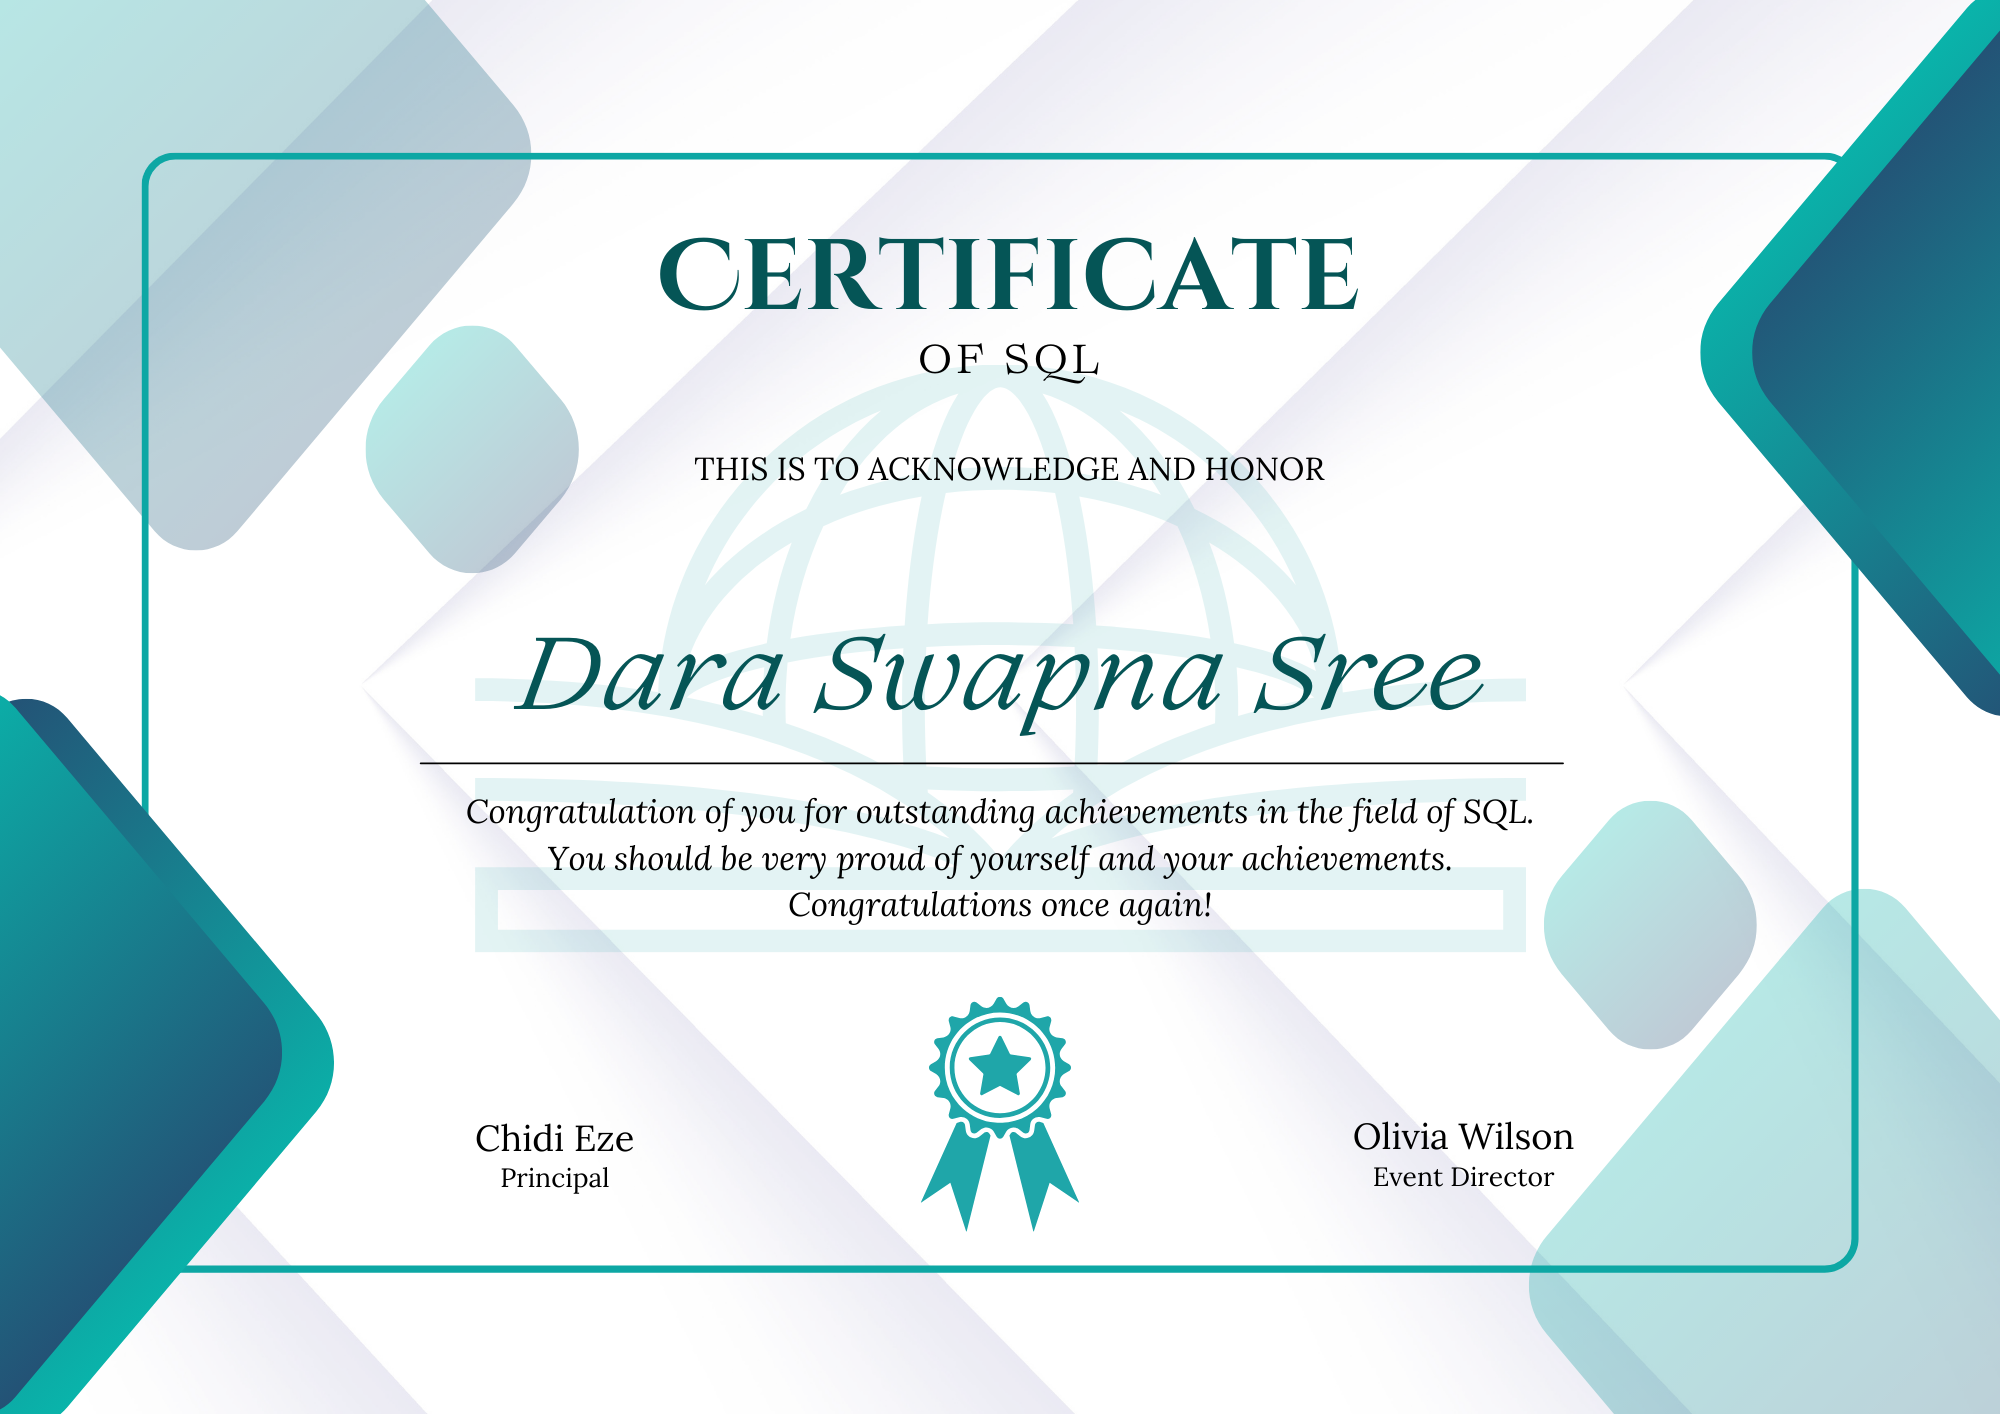 CERTIFICATE
OF SQL
THIS IS TO ACKNOWLEDGE AND HONOR
Dara Swapna Sree
Congratulation of you for outstanding achievements in the field of SQL.
You should be very proud of yourself and your achievements.
Congratulations once again!
Chidi Eze
Principal
Olivia Wilson
Event Director